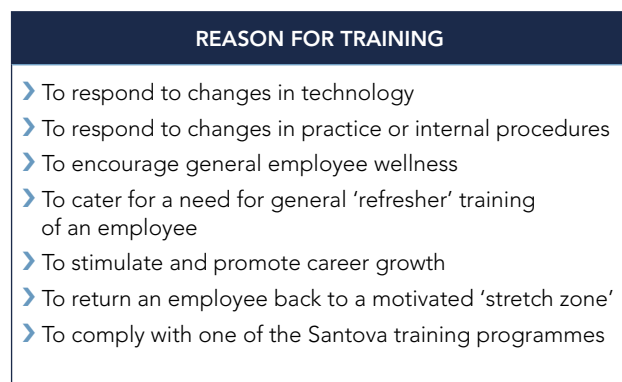 REASON FOR TRAINING
❯ To respond to changes in technology
❯ To respond to changes in practice or internal procedures
❯ To encourage general employee wellness
❯ To cater for a need for general ‘refresher’ training
of an employee
❯ To stimulate and promote career growth
❯ To return an employee back to a motivated ‘stretch zone’
❯ To comply with one of the Santova training programmes